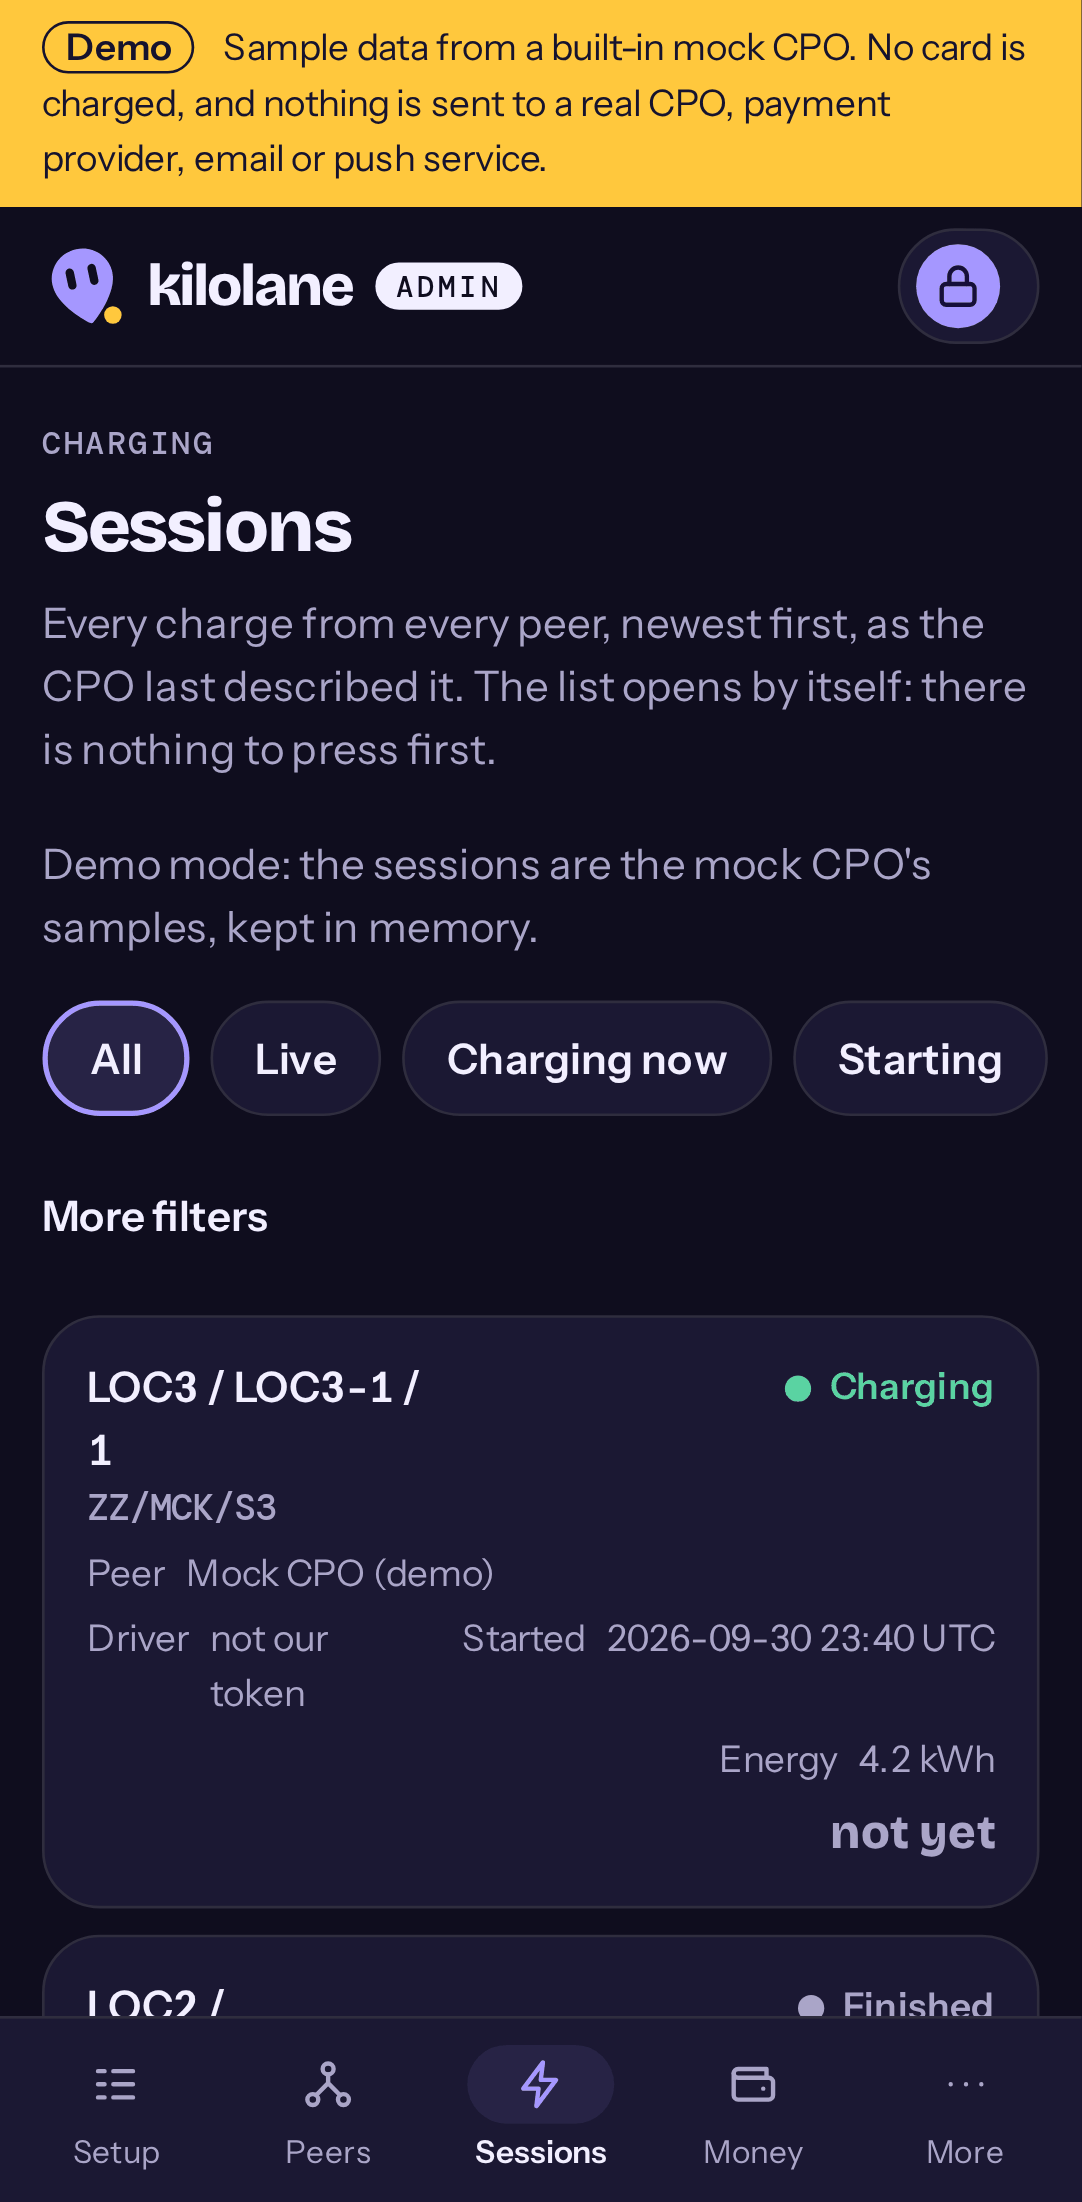 Demo Sample data from a built-in mock CPO. No card is
charged, and nothing is sent to a real CPO, payment
provider, email or push service.
kilolane ADMIN
CHARGING
Sessions
Every charge from every peer, newest first, as the
CPO last described it. The list opens by itself: there
is nothing to press first.
Demo mode: the sessions are the mock CPO's
samples, kept in memory.
All Live Charging now Starting
More filters
LOC3 / LOC3-1 / Charging
1
ZZ/MCK/S3
Peer Mock CPO (demo)
Driver not our Started 2026-09-30 23:40 UTC
token
Energy 4.2 kWh
not yet
LOC2 / Finished
Setup Peers Sessions Money More